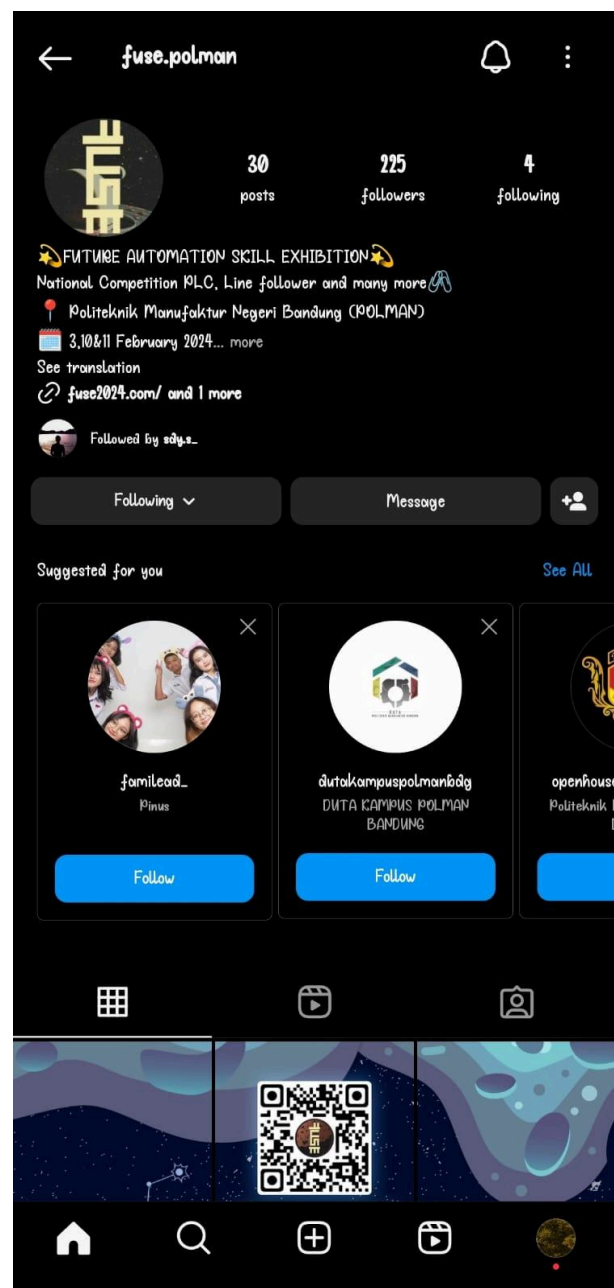 fuse.polman
FUSE
30 225 4
posts followers following
💫FUTURE AUTOMATION SKILL EXHIBITION💫
National Competition PLC, Line follower and many more🖇️
📍 Politeknik Manufaktur Negeri Bandung (POLMAN)
🗓️ 3,10&11 February 2024... more
See translation
fuse2024.com/ and 1 more
Followed by sdy.s_
Following Message
Suggested for you See All
familead_ dutakampuspolmanbdg openhouse
Pinus DUTA KAMPUS POLMAN Politeknik
BANDUNG
Follow Follow
FUSE